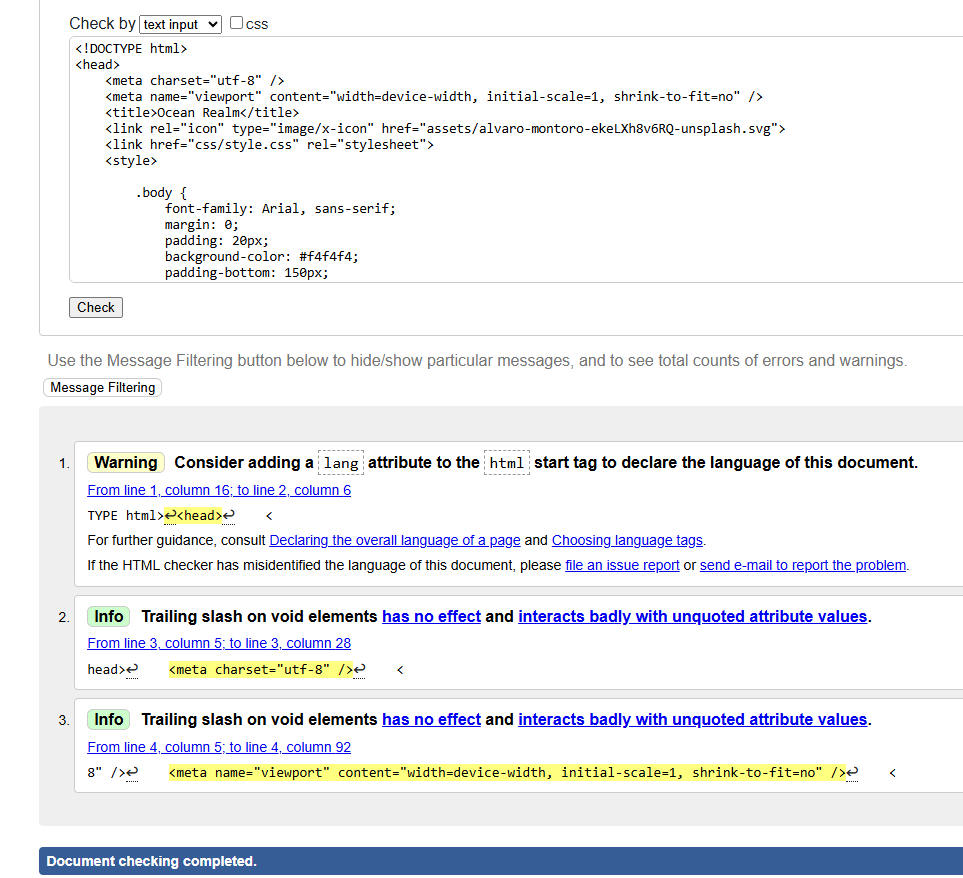 Check by text input css
<!DOCTYPE html>
<head>
    <meta charset="utf-8" />
    <meta name="viewport" content="width=device-width, initial-scale=1, shrink-to-fit=no" />
    <title>Ocean Realm</title>
    <link rel="icon" type="image/x-icon" href="assets/alvaro-montoro-ekeLXh8v6RQ-unsplash.svg">
    <link href="css/style.css" rel="stylesheet">
    <style>
        .body {
            font-family: Arial, sans-serif;
            margin: 0;
            padding: 20px;
            background-color: #f4f4f4;
            padding-bottom: 150px;
Check
Use the Message Filtering button below to hide/show particular messages, and to see total counts of errors and warnings.
Message Filtering
1. Warning Consider adding a lang attribute to the html start tag to declare the language of this document.
From line 1, column 16; to line 2, column 6
TYPE html>↩<head>↩    <
For further guidance, consult Declaring the overall language of a page and Choosing language tags.
If the HTML checker has misidentified the language of this document, please file an issue report or send e-mail to report the problem.
2. Info Trailing slash on void elements has no effect and interacts badly with unquoted attribute values.
From line 3, column 5; to line 3, column 28
head>↩    <meta charset="utf-8" />↩    <
3. Info Trailing slash on void elements has no effect and interacts badly with unquoted attribute values.
From line 4, column 5; to line 4, column 92
8" />↩    <meta name="viewport" content="width=device-width, initial-scale=1, shrink-to-fit=no" />↩    <
Document checking completed.